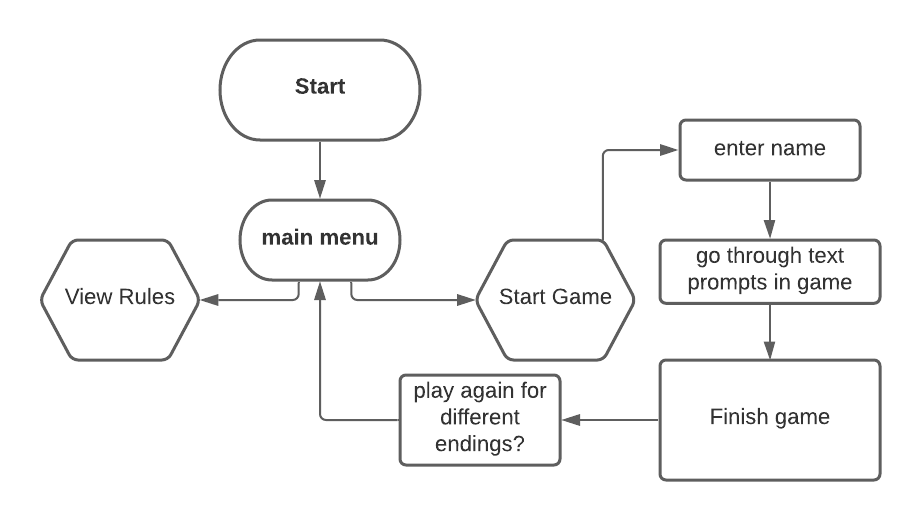 Start
enter name
main menu
go through text
prompts in game
View Rules
Start Game
play again for
different
endings?
Finish game